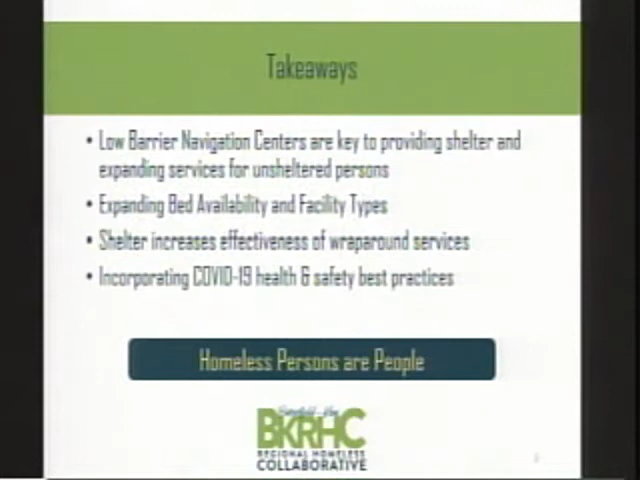 Takeaways
• Low Barrier Navigation Centers are key to providing shelter and
expanding services for unsheltered persons
• Expanding Bed Availability and Facility Types
• Shelter increases effectiveness of wraparound services
• Incorporating COVID-19 health & safety best practices
Homeless Persons are People
BKRHC
REGIONAL HOMELESS
COLLABORATIVE